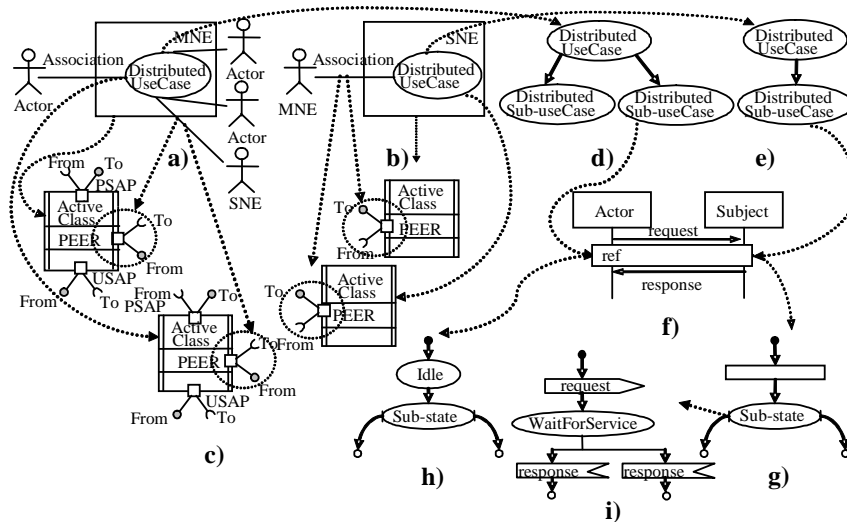 MNE
Association
Distributed
UseCase
Actor
Actor
Actor
SNE
a)
SNE
Association
Distributed
UseCase
MNE
b)
Distributed
UseCase
Distributed
Sub-useCase
Distributed
Sub-useCase
d)
Distributed
UseCase
Distributed
Sub-useCase
e)
From
To
PSAP
Active
Class
PEER
To
From
USAP
From
To
From
To
PSAP
Active
Class
PEER
To
From
From
USAP
From
To
c)
To
From
Active
Class
PEER
To
Active
Class
PEER
Actor
Subject
request
ref
response
f)
Idle
Sub-state
h)
request
WaitForService
response
response
i)
Sub-state
g)